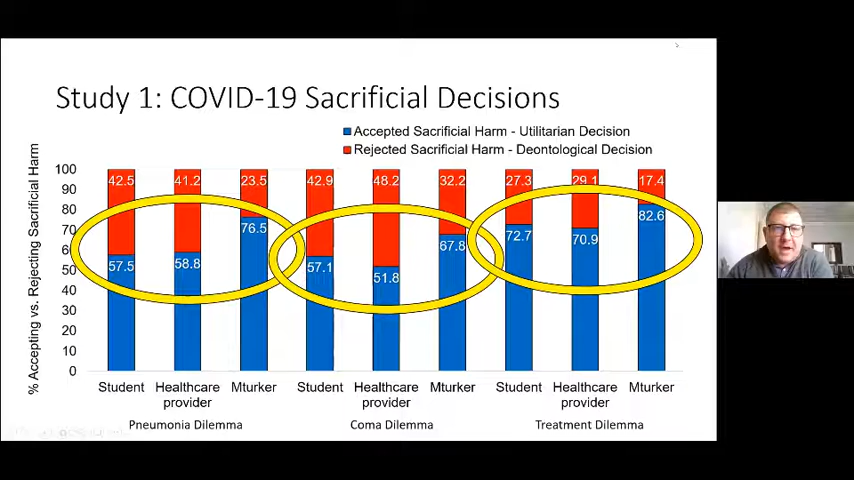 Study 1: COVID-19 Sacrificial Decisions
Accepted Sacrificial Harm - Utilitarian Decision
Rejected Sacrificial Harm - Deontological Decision
% Accepting vs. Rejecting Sacrificial Harm
100
90
80
70
60
50
40
30
20
10
0
42.5 41.2 23.5 42.9 48.2 32.2 27.3 29.1 17.4
57.5 58.8 76.5 57.1 51.8 67.8 72.7 70.9 82.6
Student Healthcare provider Mturker Student Healthcare provider Mturker Student Healthcare provider Mturker
Pneumonia Dilemma Coma Dilemma Treatment Dilemma